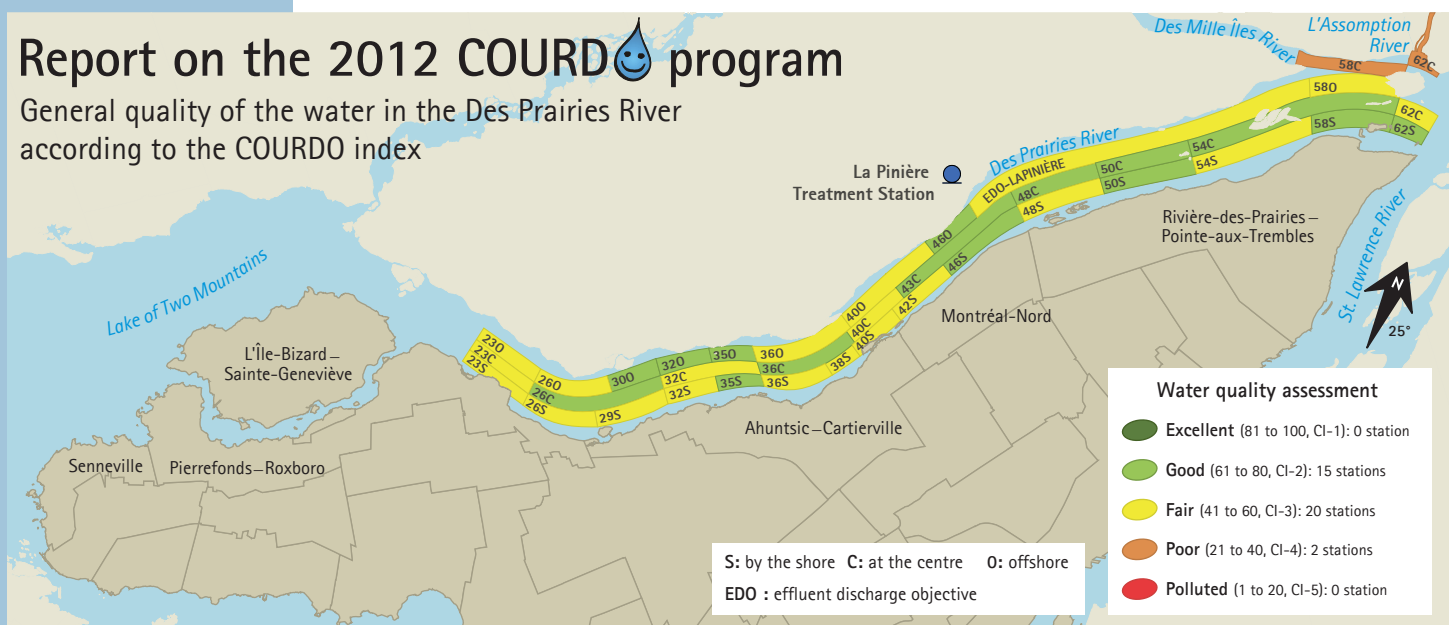 Report on the 2012 COURDO program
General quality of the water in the Des Prairies River
according to the COURDO index
Des Mille Îles River
L'Assomption
River
58C
62C
58O
62C
62S
58S
54C
54S
Des Prairies River
EDO-LAPINIÈRE
50C
50S
48C
48S
La Pinière
Treatment Station
46O
46S
43C
42S
40O
40C
40S
38S
36O
36C
36S
35O
35S
32O
32C
32S
30O
29S
26O
26C
26S
23O
23C
23S
Lake of Two Mountains
St. Lawrence River
N
25°
Rivière-des-Prairies–
Pointe-aux-Trembles
Montréal-Nord
Ahuntsic–Cartierville
L'Île-Bizard–
Sainte-Geneviève
Senneville
Pierrefonds–Roxboro
Water quality assessment
Excellent (81 to 100, CI-1): 0 station
Good (61 to 80, CI-2): 15 stations
Fair (41 to 60, CI-3): 20 stations
Poor (21 to 40, CI-4): 2 stations
Polluted (1 to 20, CI-5): 0 station
S: by the shore C: at the centre O: offshore
EDO : effluent discharge objective